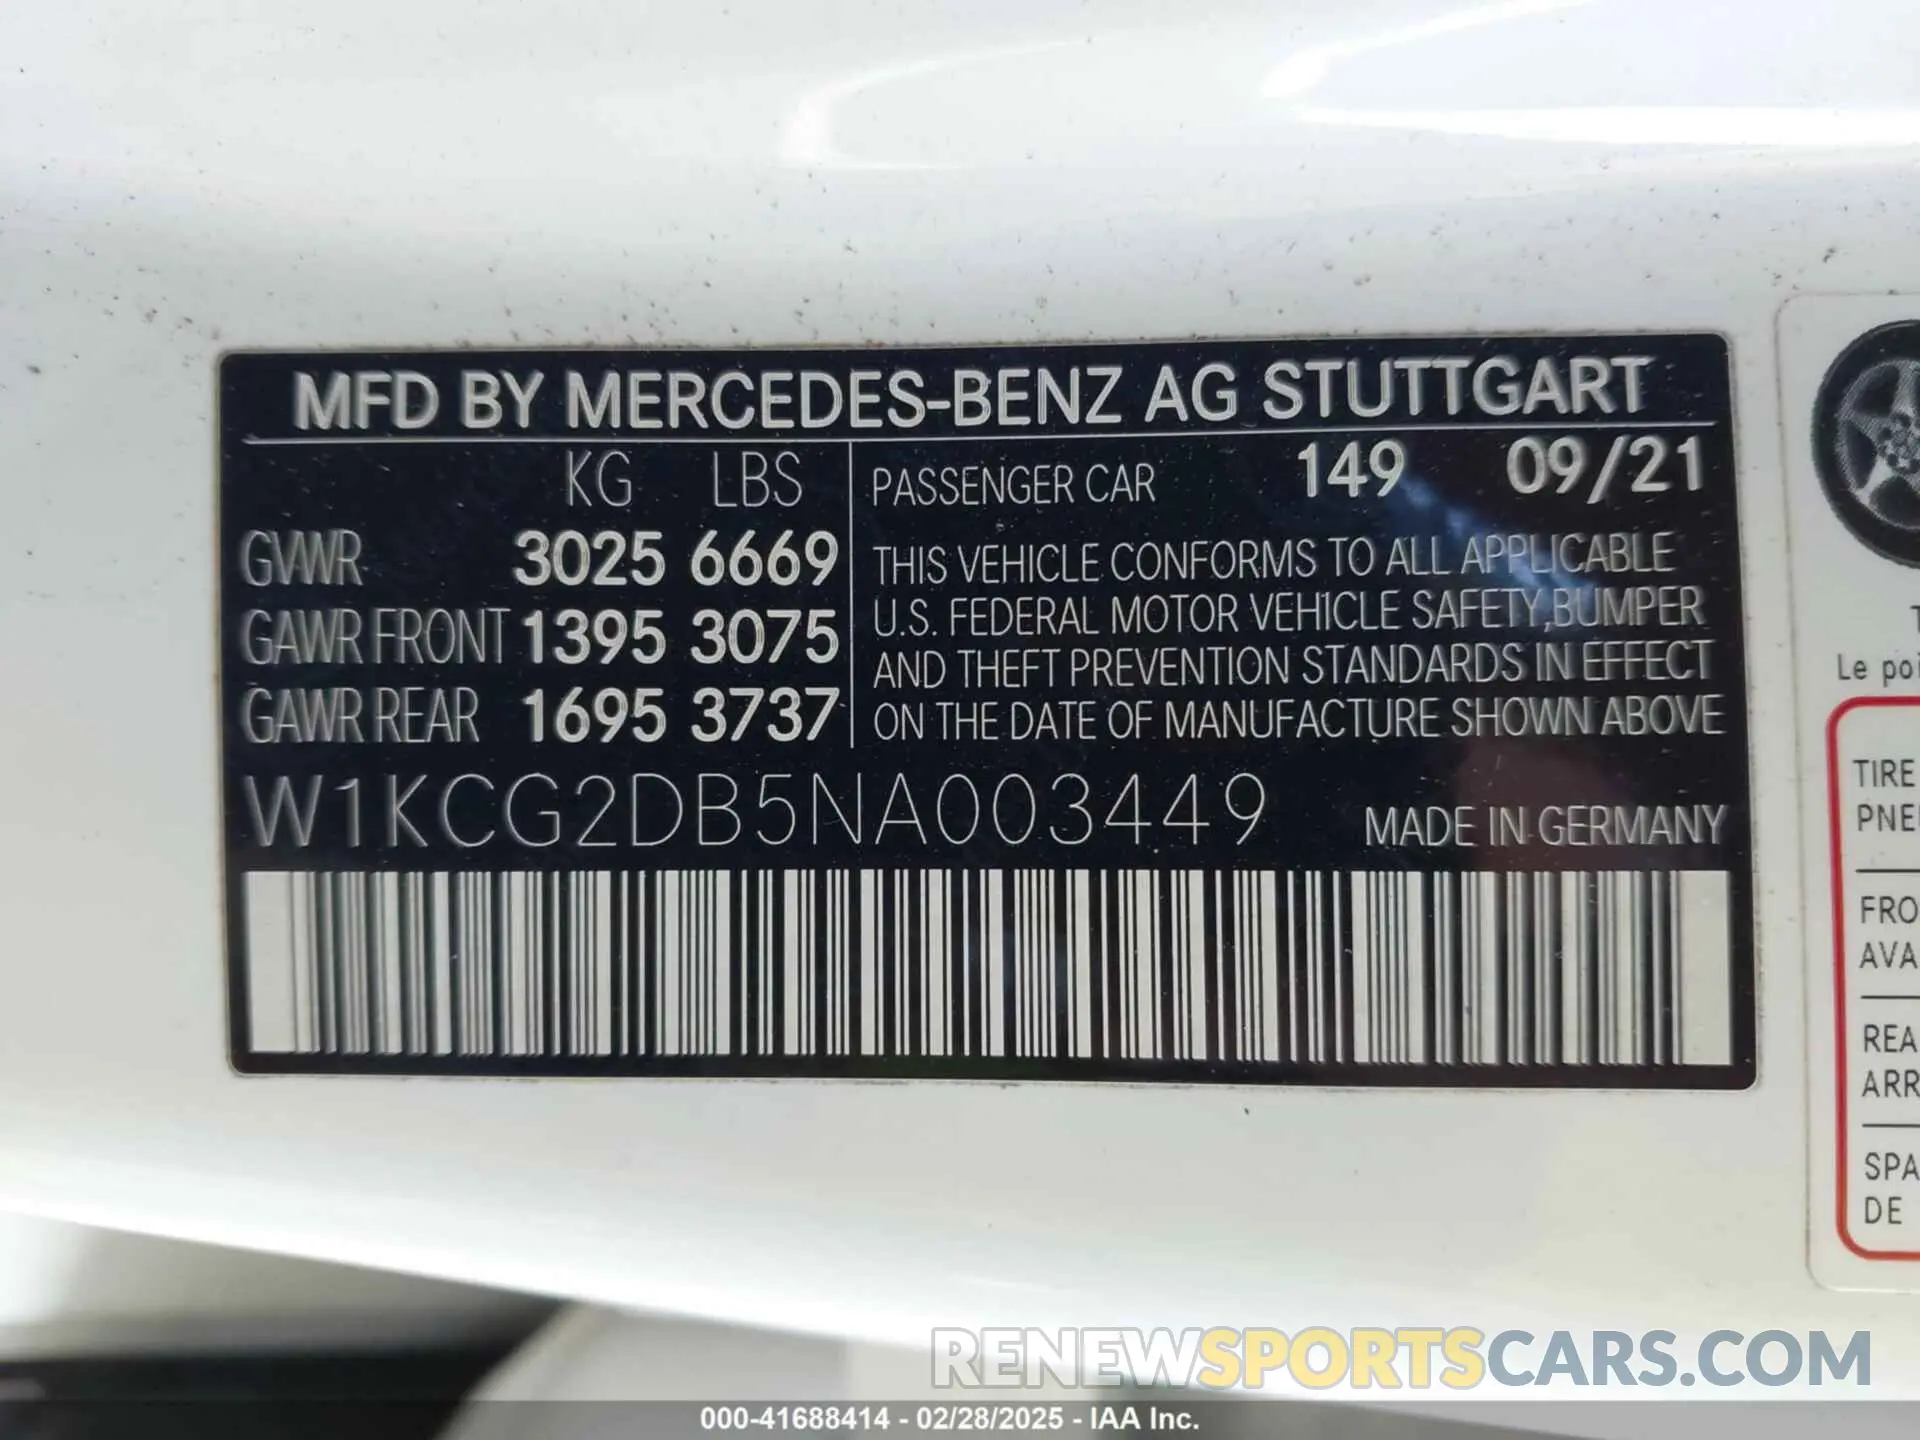 MFD BY MERCEDES-BENZ AG STUTTGART
KG LBS
GVWR 3025 6669
GAWR FRONT 1395 3075
GAWR REAR 1695 3737
PASSENGER CAR 149 09/21
THIS VEHICLE CONFORMS TO ALL APPLICABLE
U.S. FEDERAL MOTOR VEHICLE SAFETY,BUMPER
AND THEFT PREVENTION STANDARDS IN EFFECT
ON THE DATE OF MANUFACTURE SHOWN ABOVE
W1KCG2DB5NA003449
MADE IN GERMANY
Le
TIRE
DE
RENEWSPORTSCARS.COM
000-41688414 - 02/28/2025 - IAA Inc.